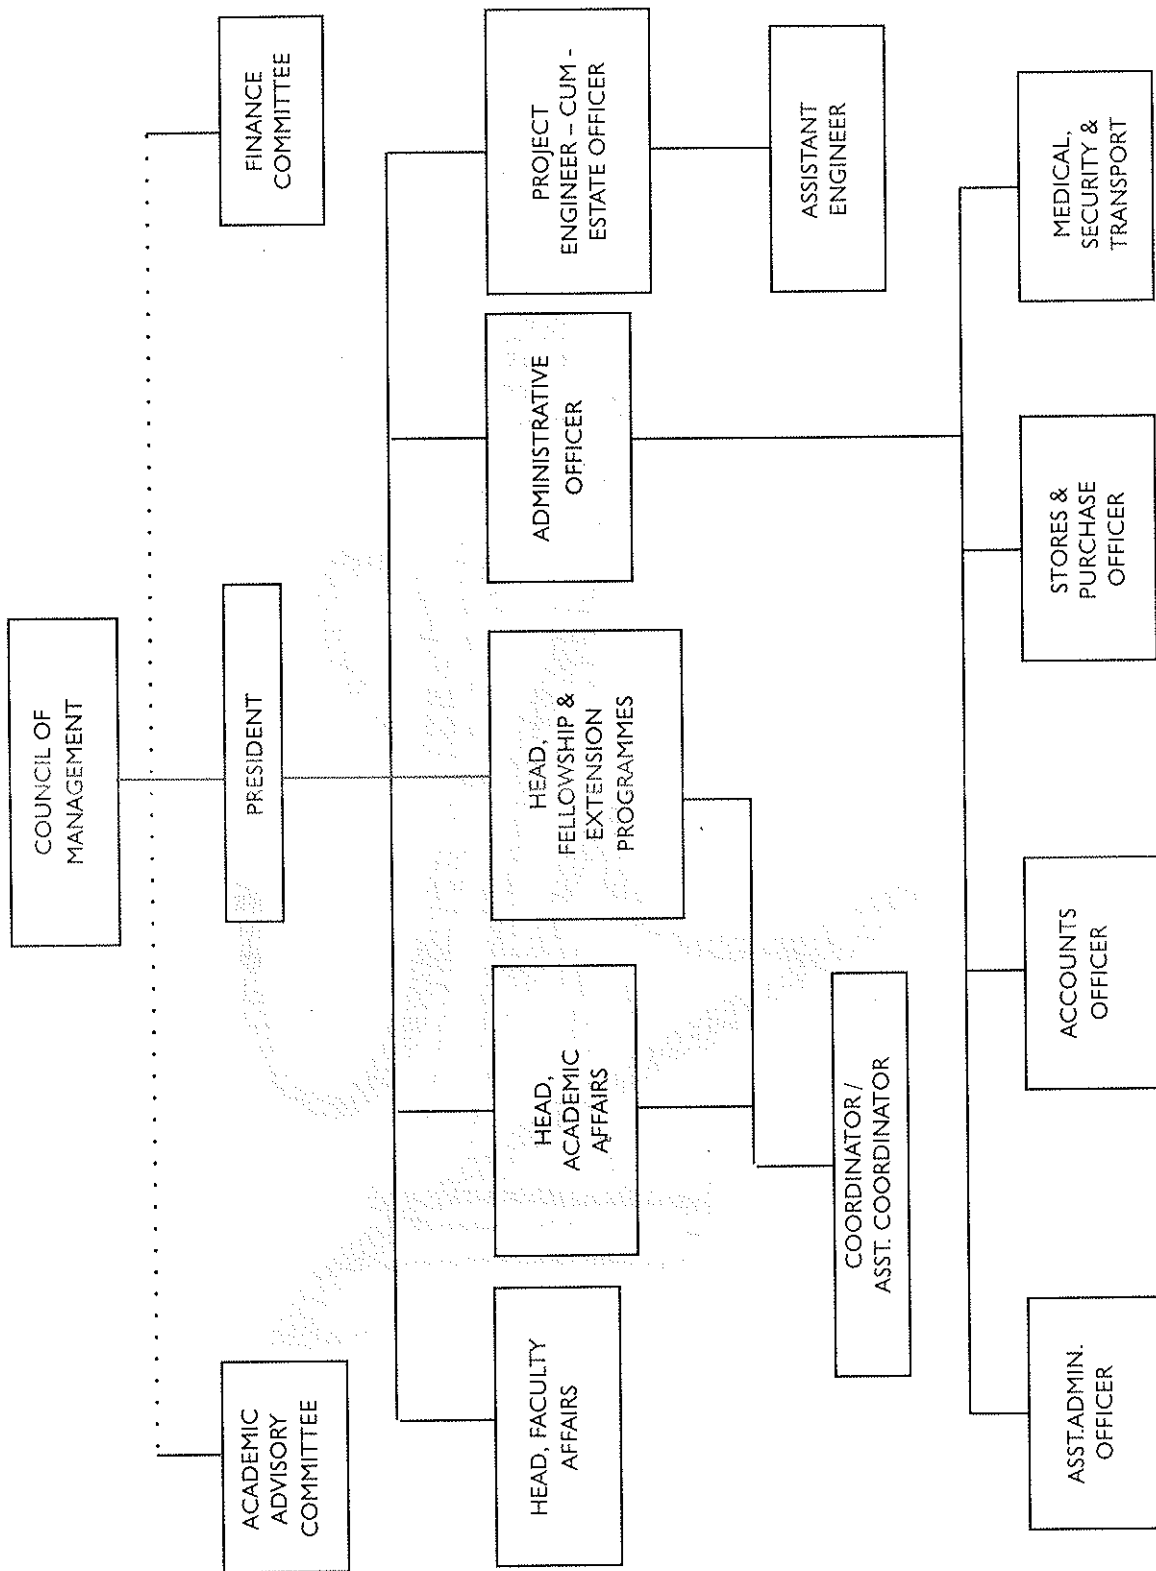 COUNCIL OF
MANAGEMENT
ACADEMIC
ADVISORY
COMMITTEE
PRESIDENT
FINANCE
COMMITTEE
HEAD, FACULTY
AFFAIRS
HEAD,
ACADEMIC
AFFAIRS
HEAD,
FELLOWSHIP &
EXTENSION
PROGRAMMES
ADMINISTRATIVE
OFFICER
PROJECT
ENGINEER – CUM -
ESTATE OFFICER
COORDINATOR /
ASST. COORDINATOR
ASSISTANT
ENGINEER
ASST.ADMIN.
OFFICER
ACCOUNTS
OFFICER
STORES &
PURCHASE
OFFICER
MEDICAL,
SECURITY &
TRANSPORT